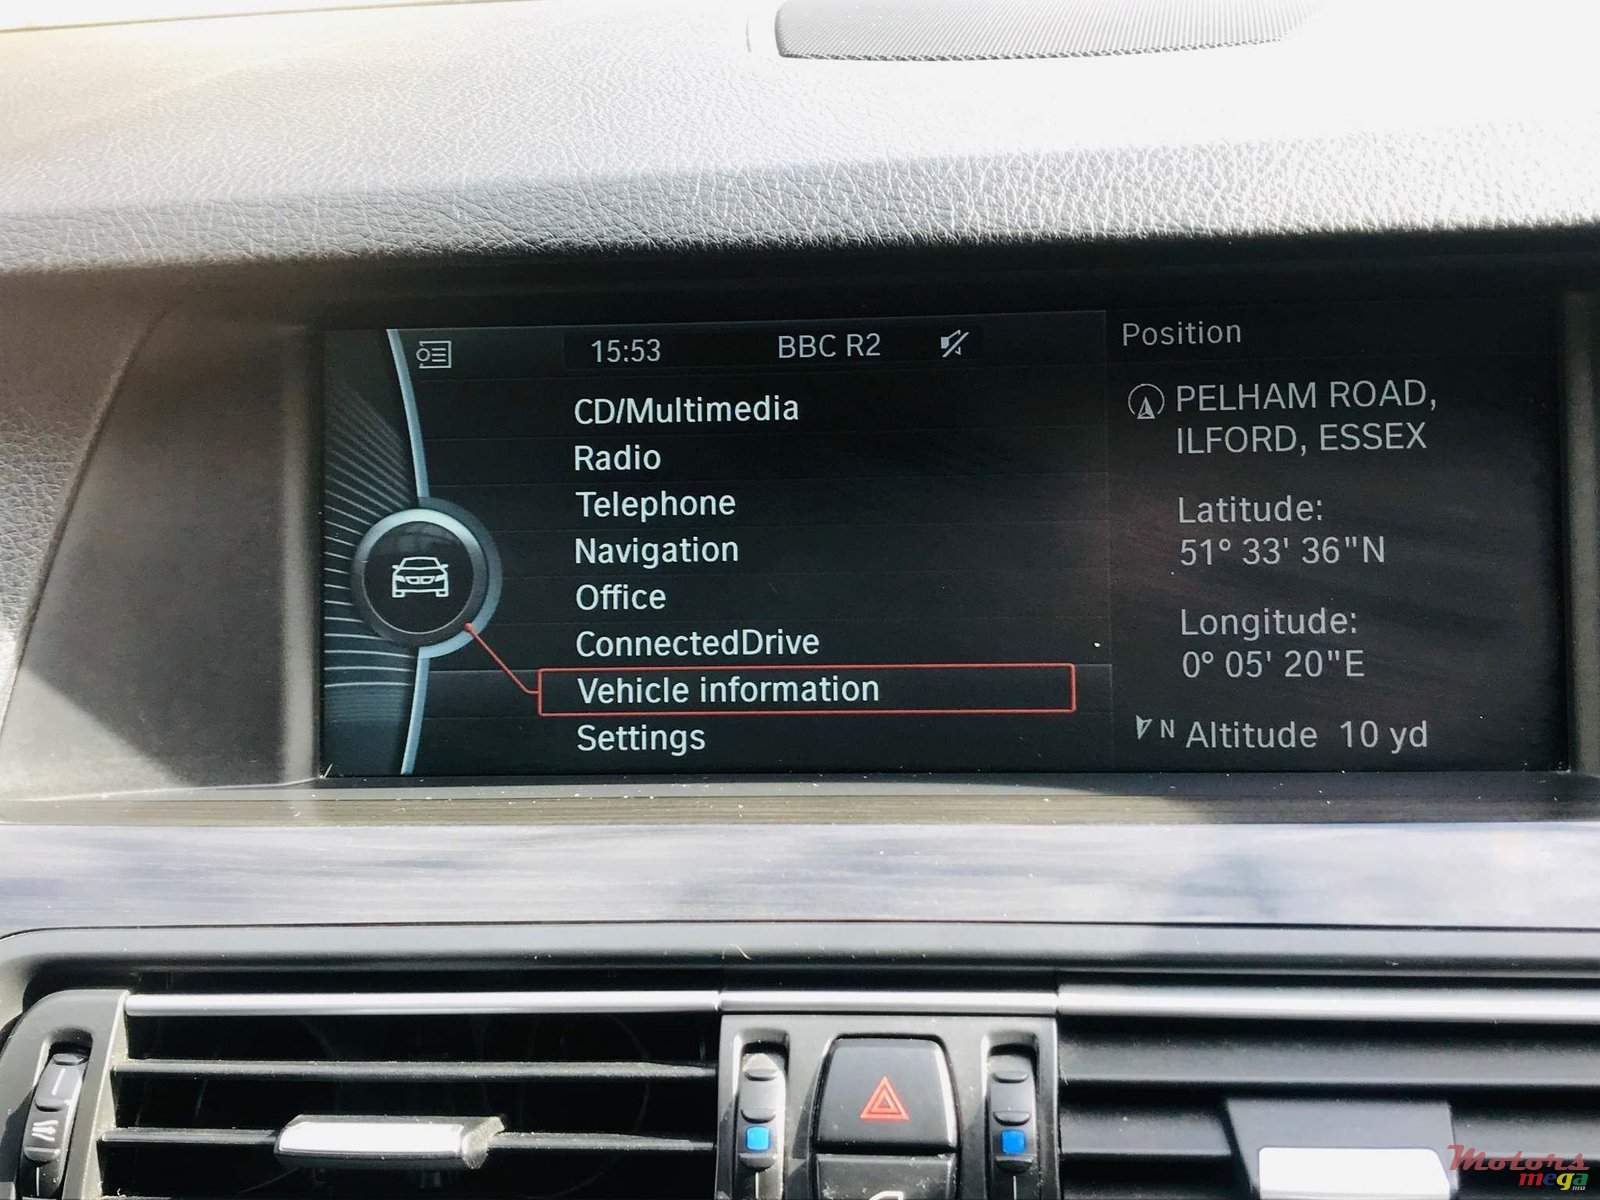 15:53 BBC R2
CD/Multimedia
Radio
Telephone
Navigation
Office
ConnectedDrive
Vehicle information
Settings
Position
PELHAM ROAD,
ILFORD, ESSEX
Latitude:
51° 33' 36"N
Longitude:
0° 05' 20"E
N Altitude 10 yd
Motors
mega
.mu